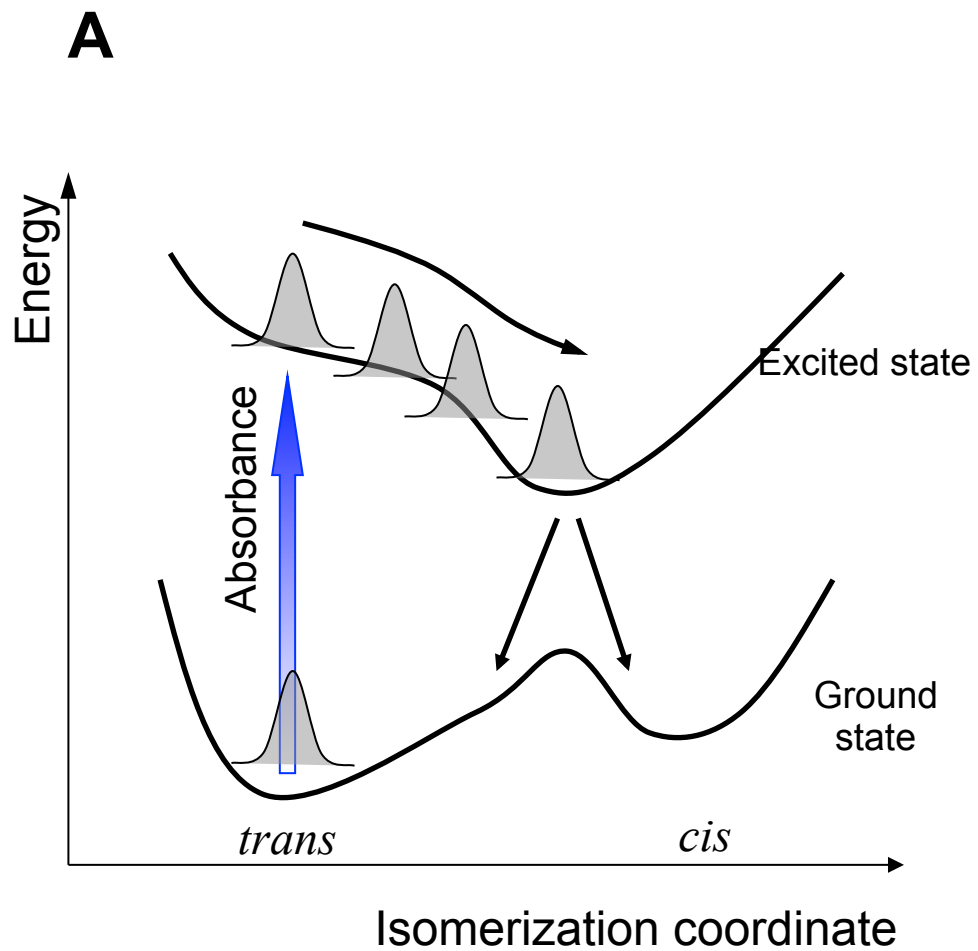 A
Energy
Excited state
Absorbance
Ground
state
trans
cis
Isomerization coordinate